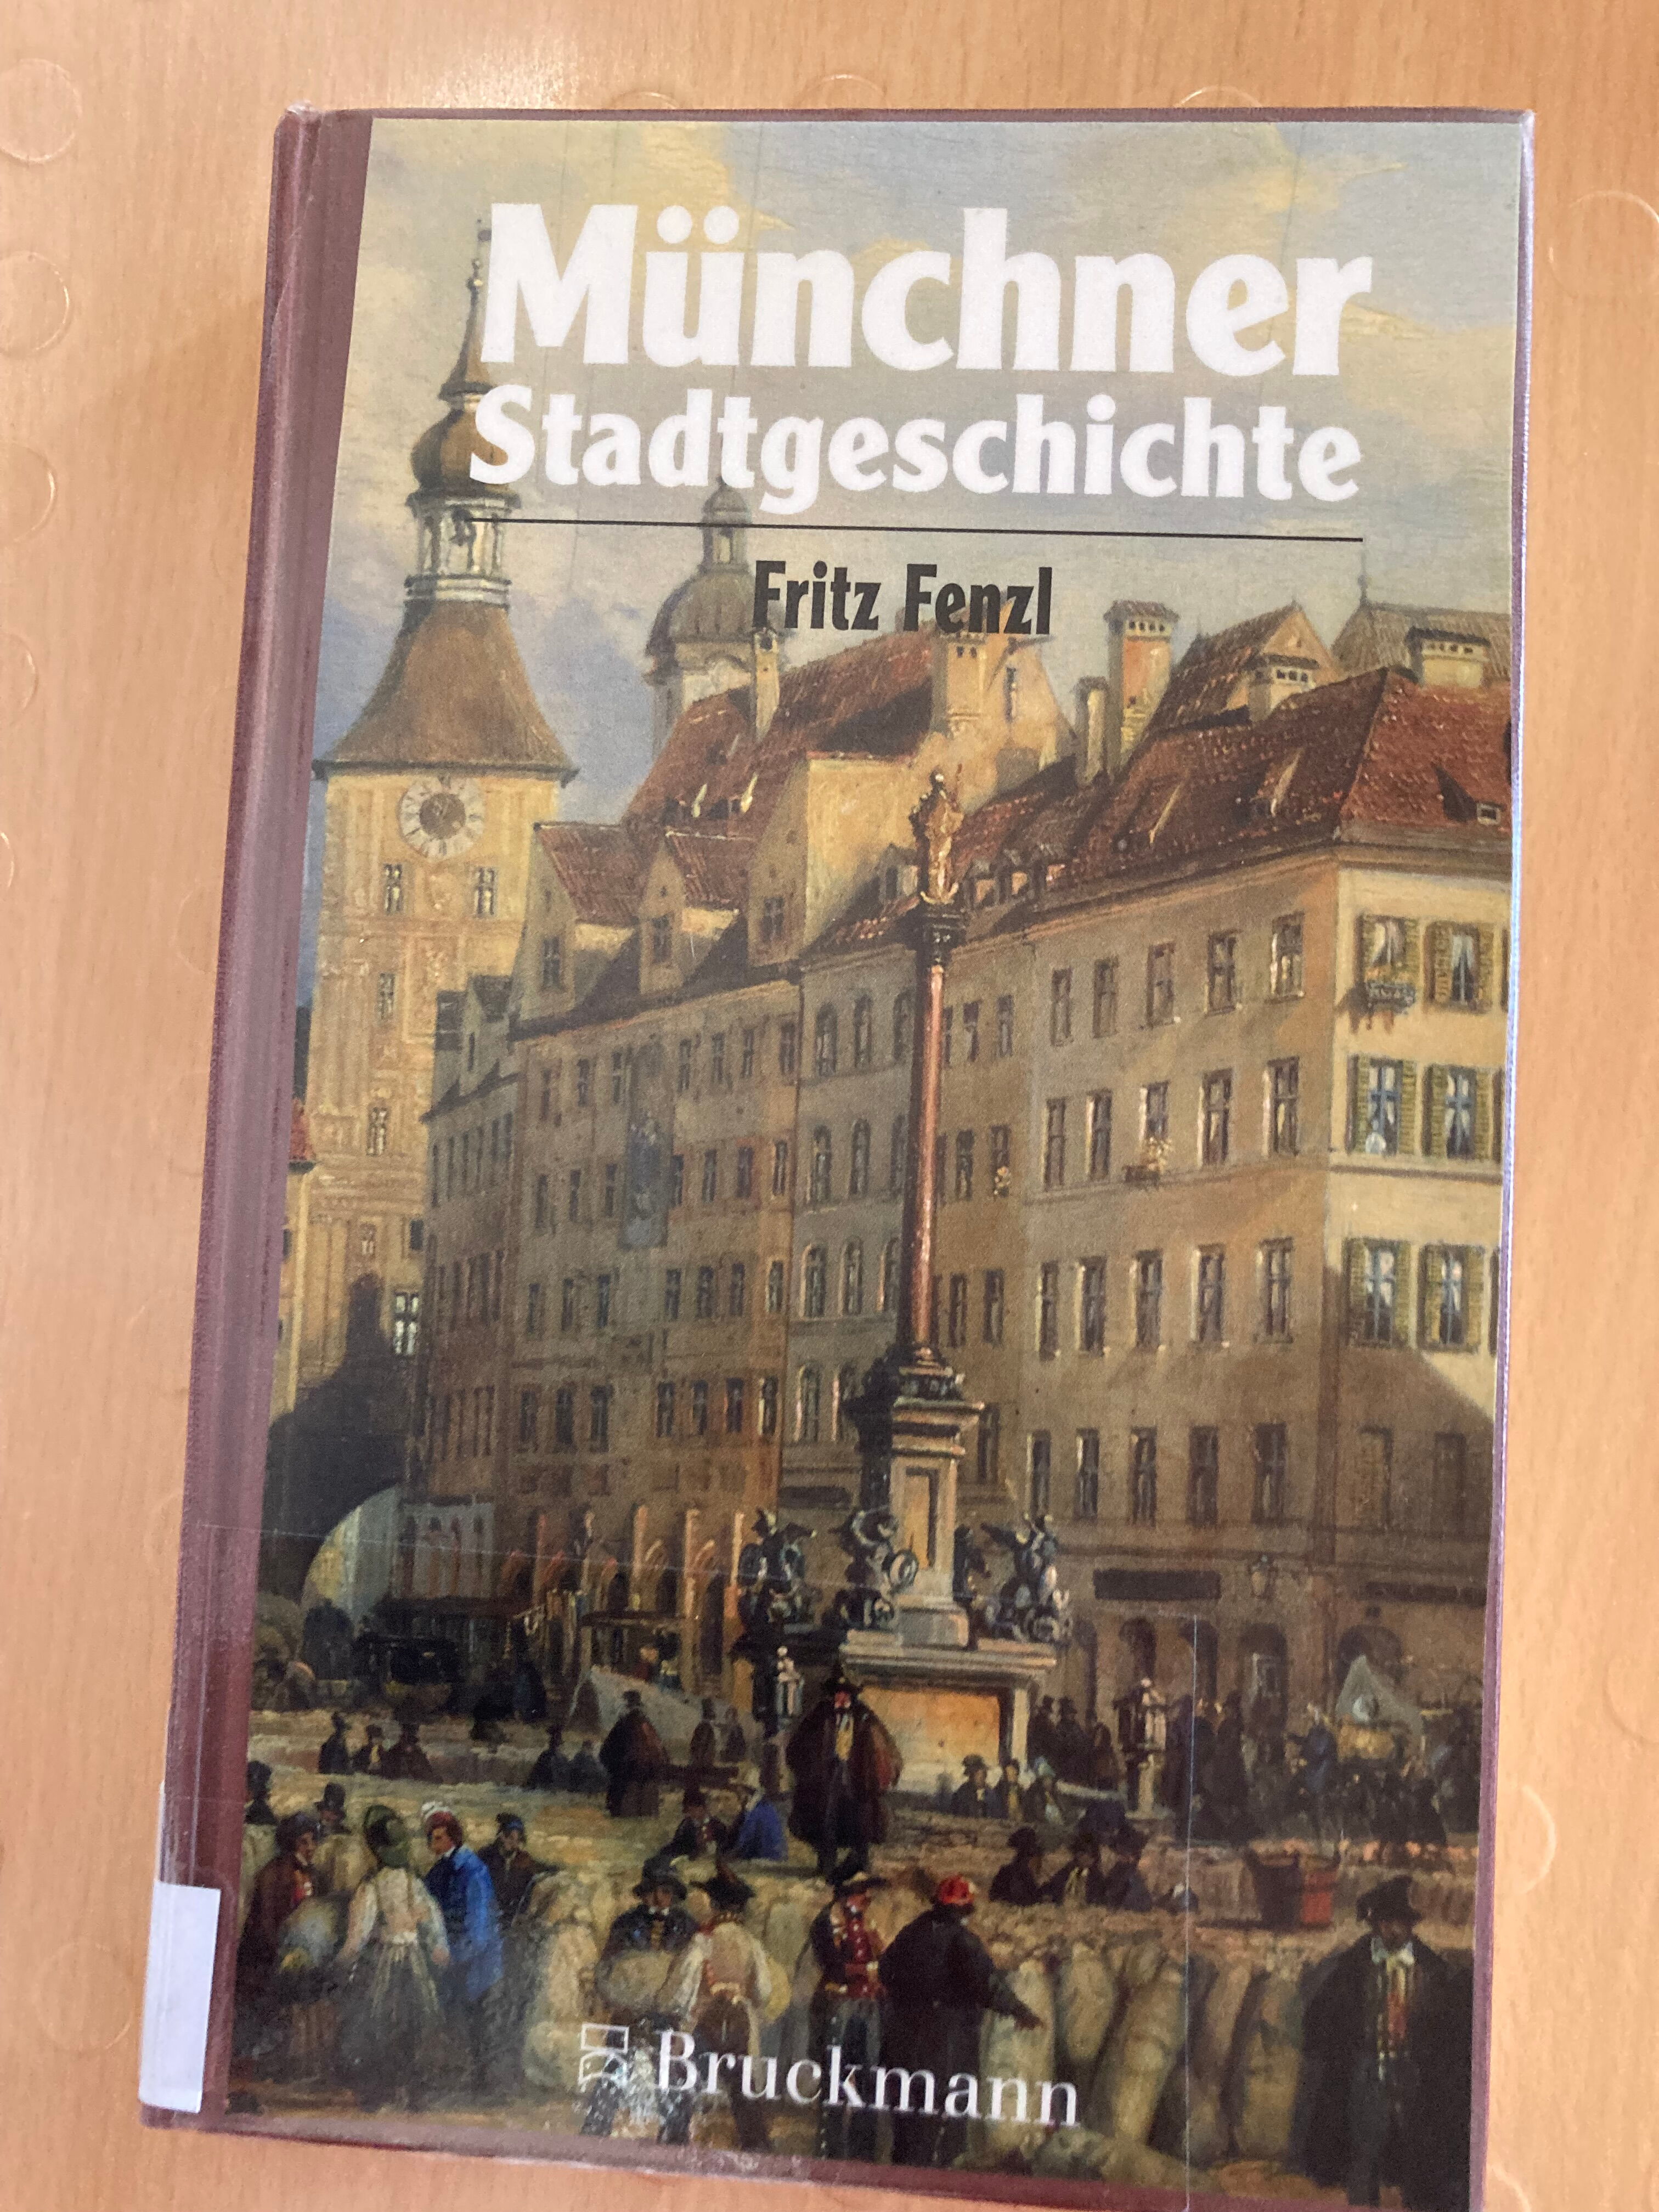 Münchner
Stadtgeschichte
Fritz Fenzl
Bruckmann